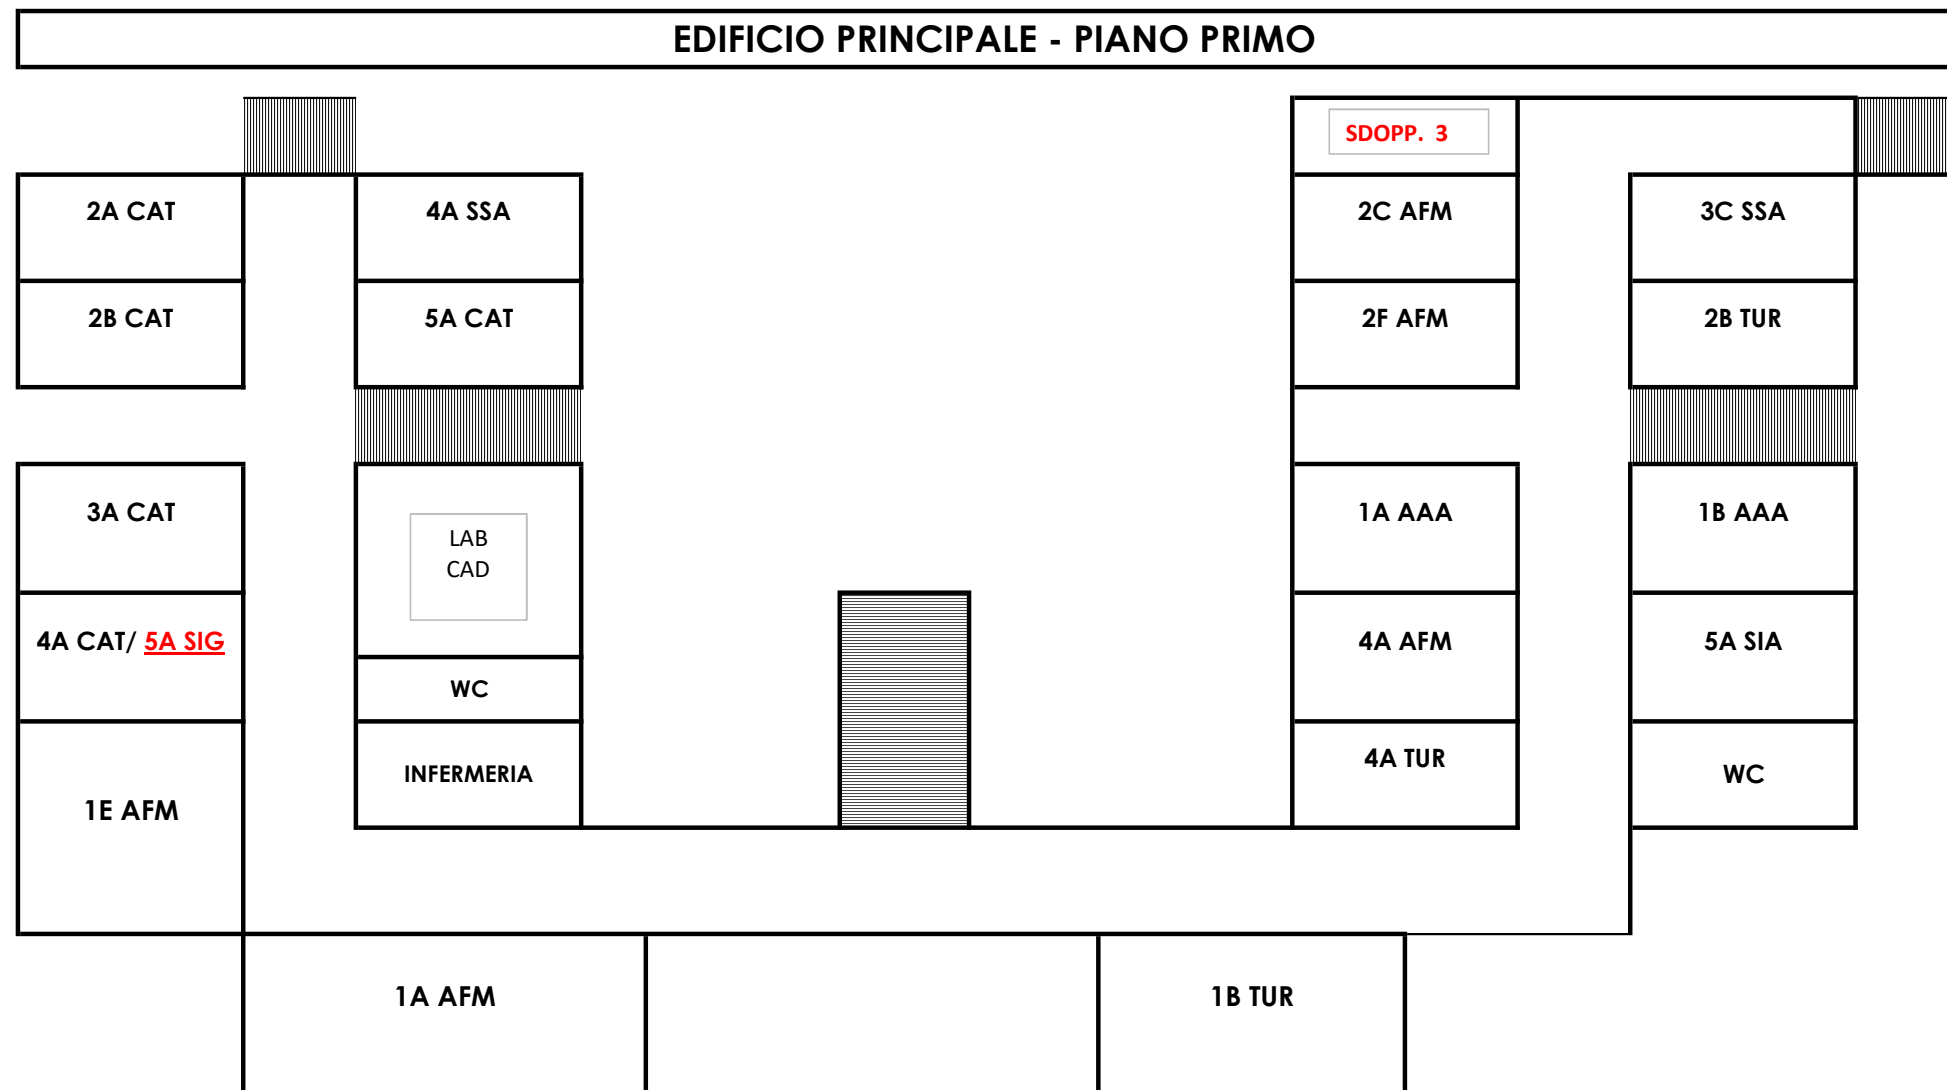 EDIFICIO PRINCIPALE - PIANO PRIMO
SDOPP. 3
2A CAT
4A SSA
2C AFM
3C SSA
2B CAT
5A CAT
2F AFM
2B TUR
3A CAT
LAB
CAD
1A AAA
1B AAA
4A CAT/ 5A SIG
4A AFM
5A SIA
WC
INFERMERIA
4A TUR
WC
1E AFM
1A AFM
1B TUR